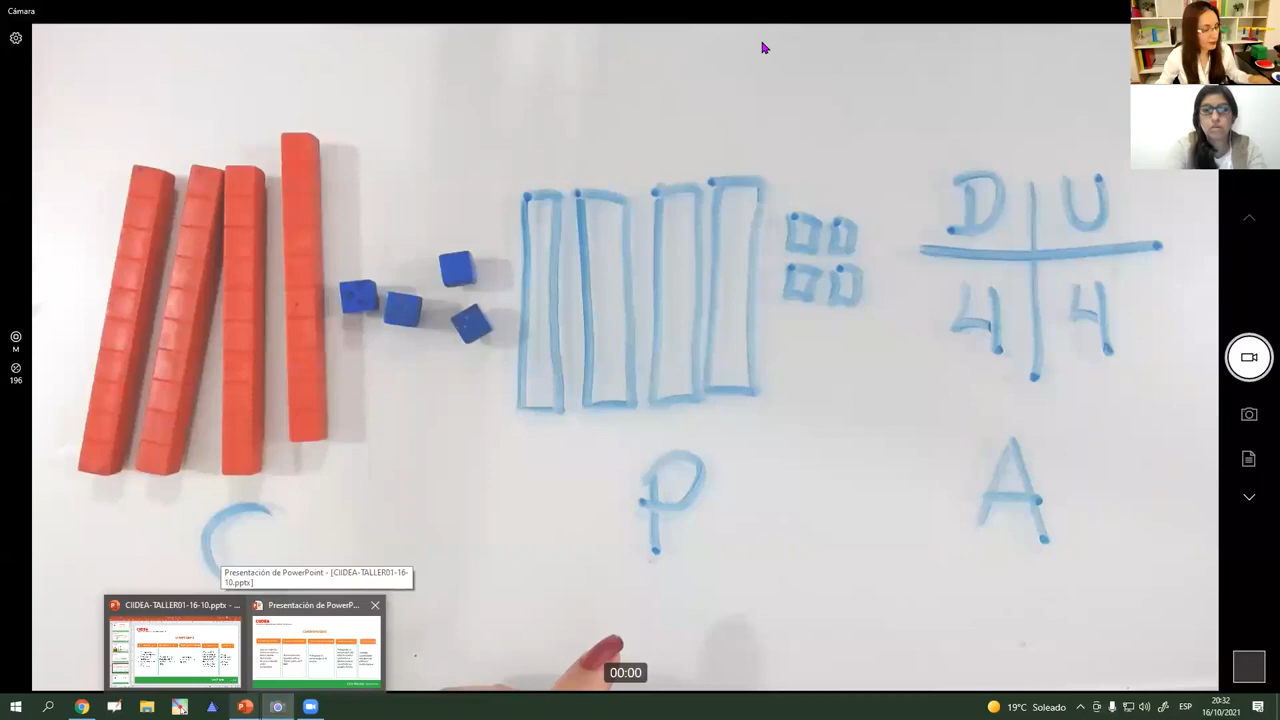 Cámara
D U
4 4
C P A
M
196
Presentación de PowerPoint - [CIIDEA-TALLER01-16-
10.pptx]
CIIDEA-TALLER01-16-10.pptx - ...
Presentación de PowerP...
00:00
19°C Soleado
ESP
20:32
16/10/2021